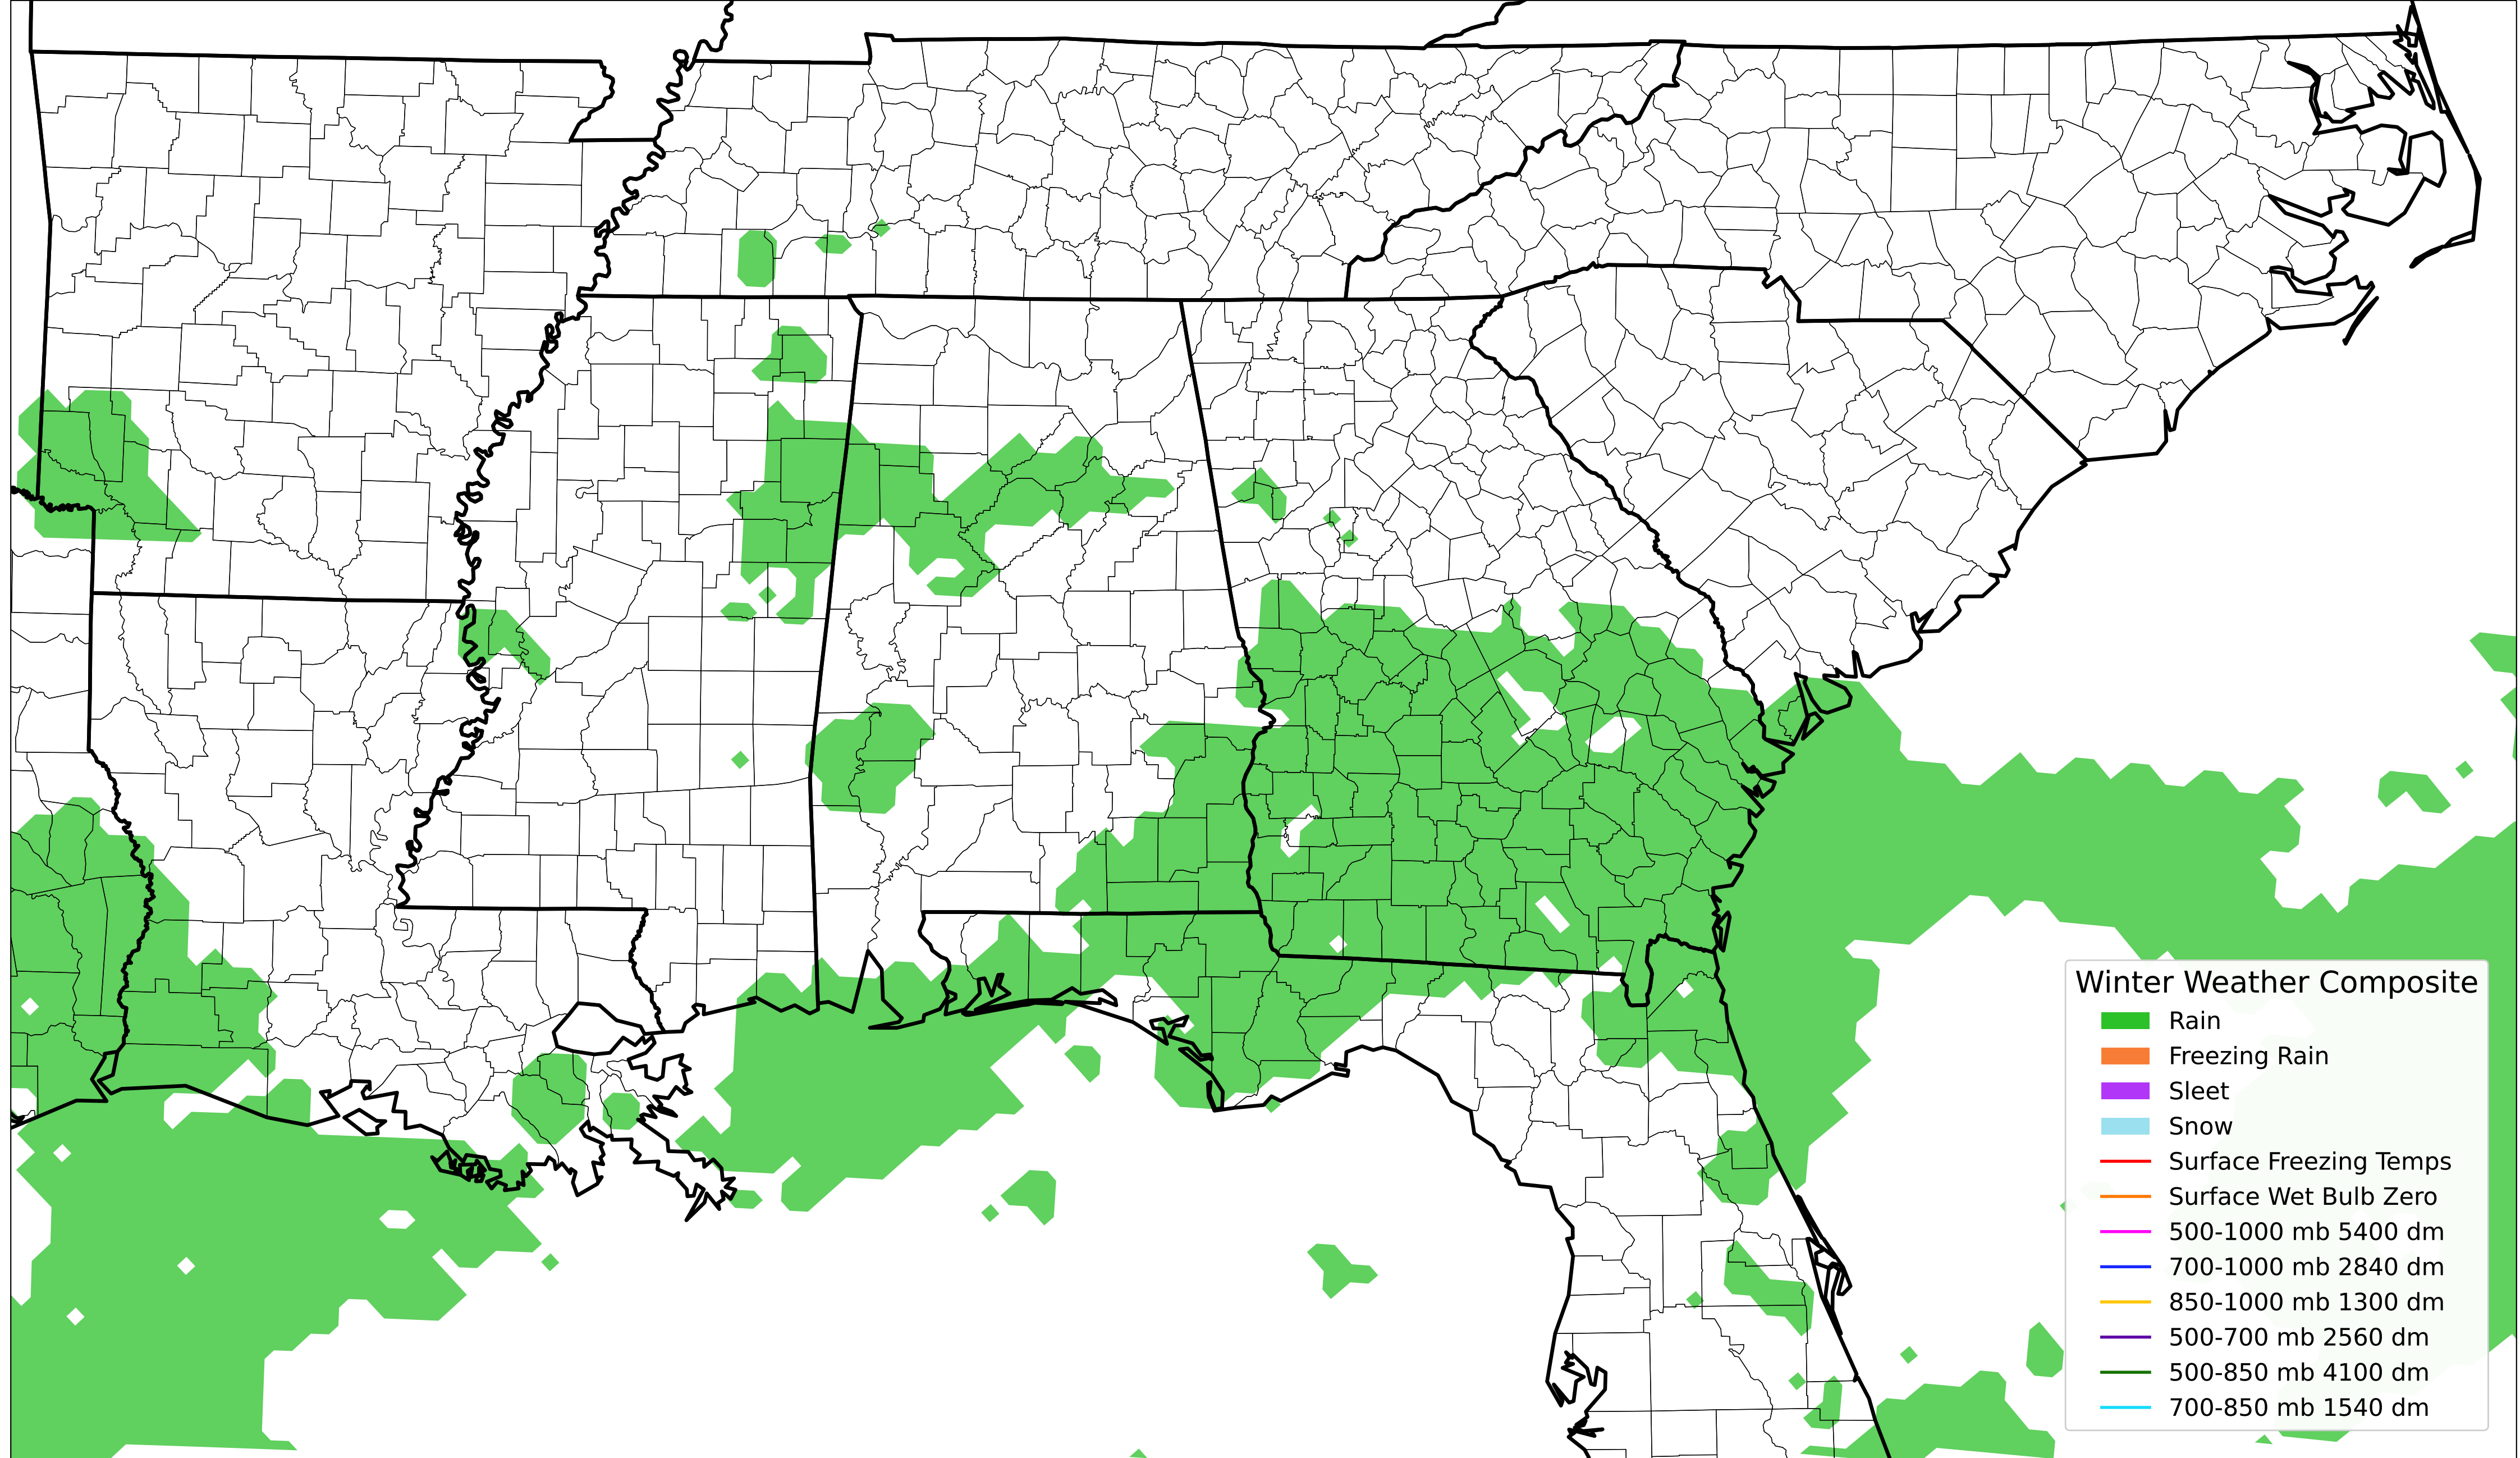 Winter Weather Composite
Rain
Freezing Rain
Sleet
Snow
Surface Freezing Temps
Surface Wet Bulb Zero
500-1000 mb 5400 dm
700-1000 mb 2840 dm
850-1000 mb 1300 dm
500-700 mb 2560 dm
500-850 mb 4100 dm
700-850 mb 1540 dm